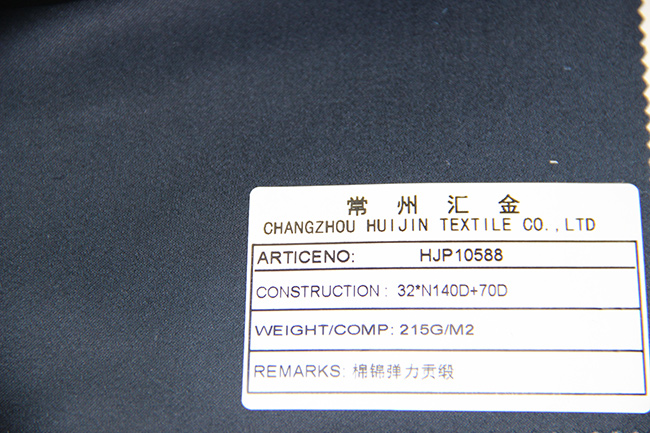 常州汇金
CHANGZHOU HUIJIN TEXTILE CO.,LTD
ARTICENO: HJP10588
CONSTRUCTION: 32*N140D+70D
WEIGHT/COMP: 215G/M2
REMARKS: 棉锦弹力贡缎